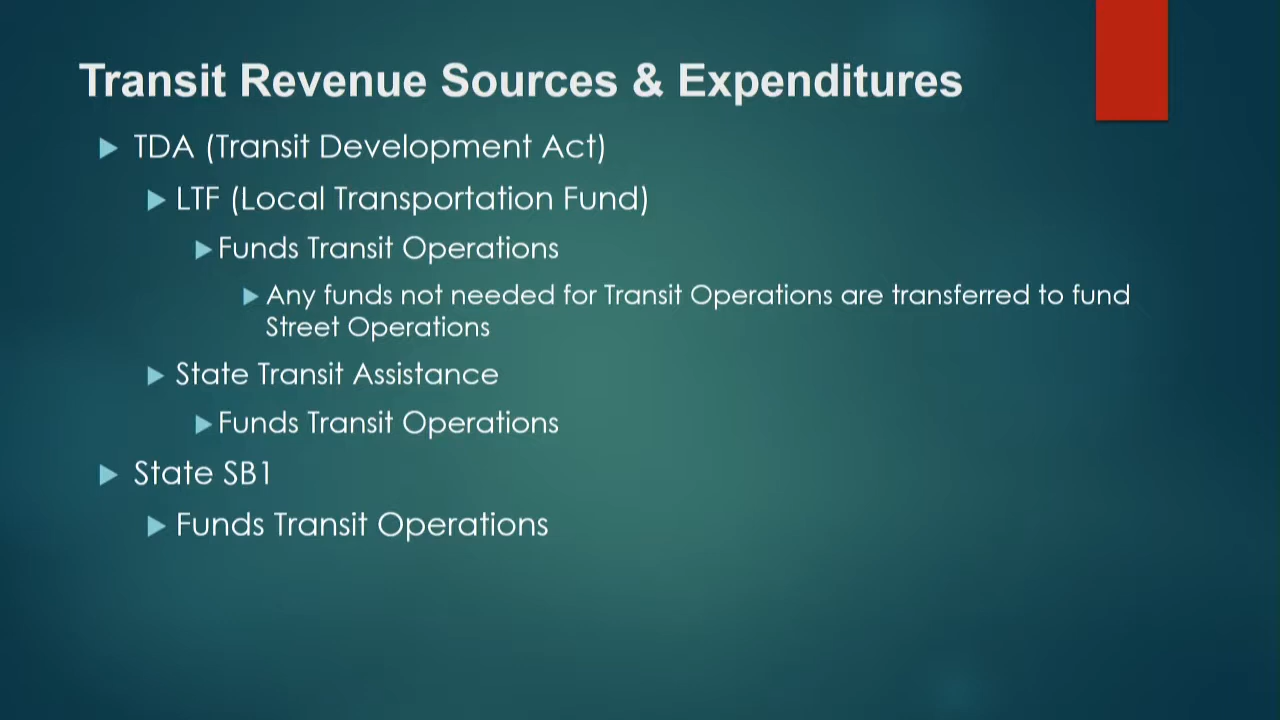 Transit Revenue Sources & Expenditures
TDA (Transit Development Act)
LTF (Local Transportation Fund)
Funds Transit Operations
Any funds not needed for Transit Operations are transferred to fund
Street Operations
State Transit Assistance
Funds Transit Operations
State SB1
Funds Transit Operations